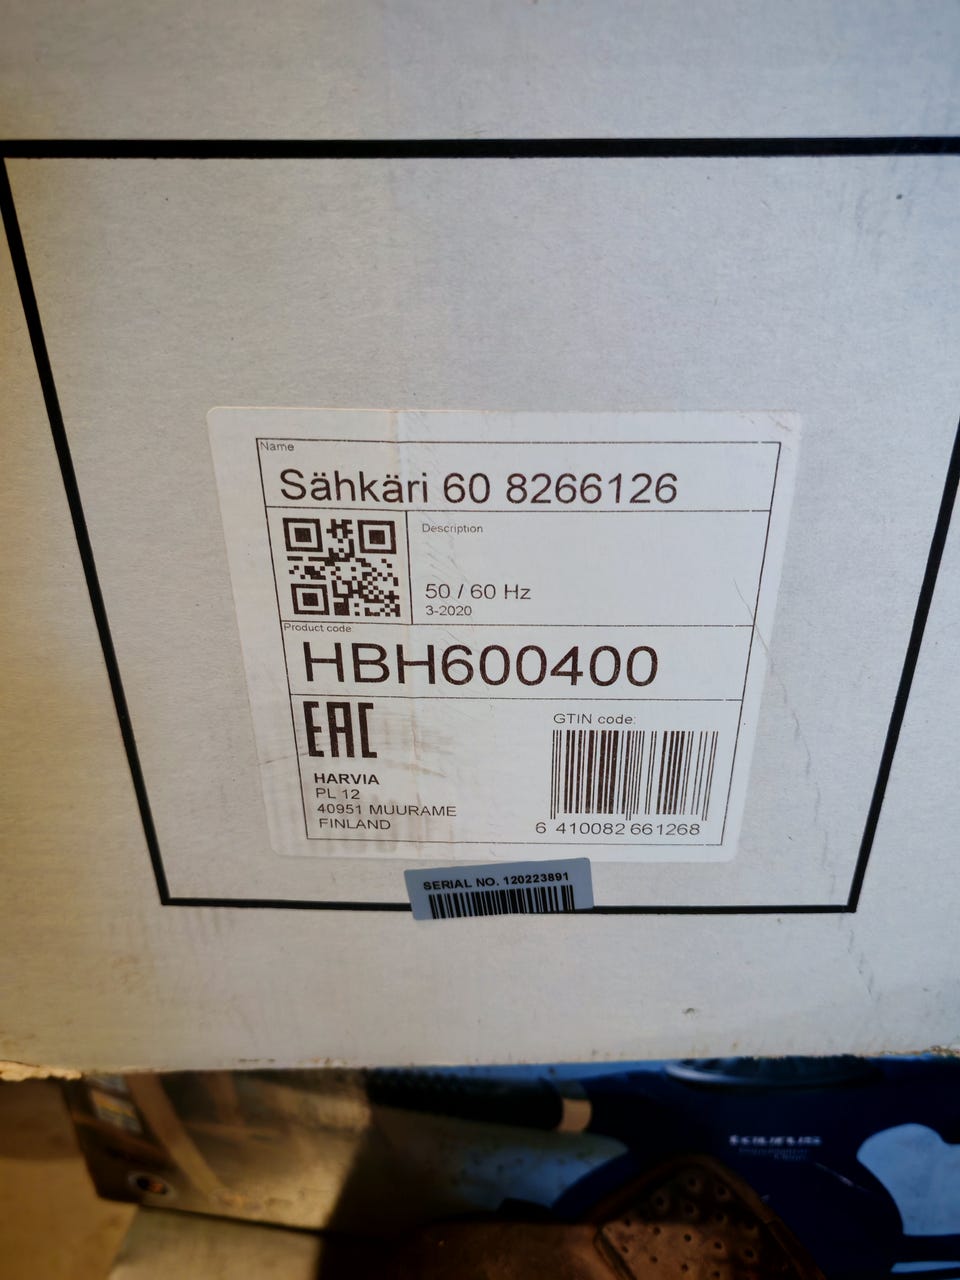 Name
Sähkäri 60 8266126
Description
50 / 60 Hz
3-2020
Product code
HBH600400
EAC
GTIN code:
HARVIA
PL 12
40951 MUURAME
FINLAND
6 410082 661268
SERIAL NO. 120223891